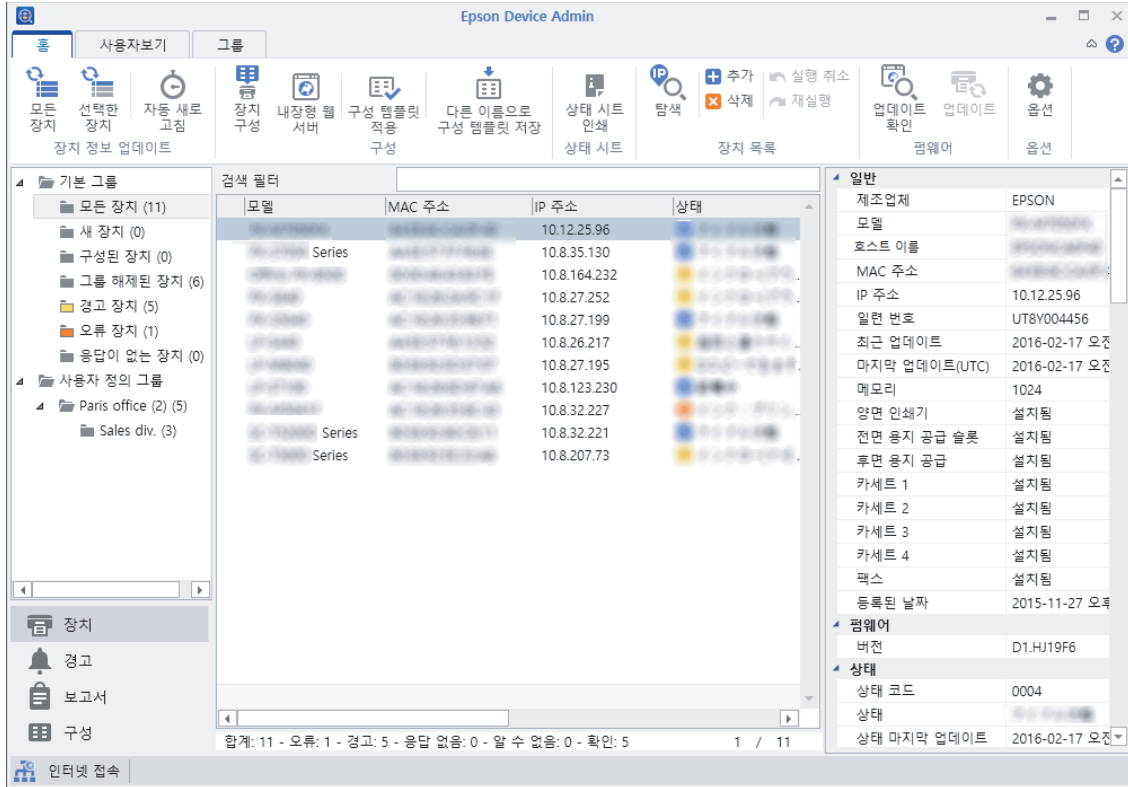 Epson Device Admin
홈 사용자보기 그룹
모든 장치
선택한 장치
자동 새로 고침
장치 정보 업데이트
장치 구성
내장형 웹 서버
구성 템플릿 적용
다른 이름으로 구성 템플릿 저장
구성
상태 시트 인쇄
상태 시트
IP
탐색
추가
삭제
실행 취소
재실행
장치 목록
업데이트 확인
업데이트
펌웨어
옵션
옵션
기본 그룹
모든 장치 (11)
새 장치 (0)
구성된 장치 (0)
그룹 해제된 장치 (6)
경고 장치 (5)
오류 장치 (1)
응답이 없는 장치 (0)
사용자 정의 그룹
Paris office (2) (5)
Sales div. (3)
장치
경고
보고서
구성
검색 필터
모델 MAC 주소 IP 주소 상태
10.12.25.96
Series 10.8.35.130
10.8.164.232
10.8.27.252
10.8.27.199
10.8.26.217
10.8.27.195
10.8.123.230
10.8.32.227
Series 10.8.32.221
Series 10.8.207.73
합계: 11 - 오류: 1 - 경고: 5 - 응답 없음: 0 - 알 수 없음: 0 - 확인: 5 1 / 11
일반
제조업체 EPSON
모델
호스트 이름
MAC 주소
IP 주소 10.12.25.96
일련 번호 UT8Y004456
최근 업데이트 2016-02-17 오전
마지막 업데이트(UTC) 2016-02-17 오전
메모리 1024
양면 인쇄기 설치됨
전면 용지 공급 슬롯 설치됨
후면 용지 공급 설치됨
카세트 1 설치됨
카세트 2 설치됨
카세트 3 설치됨
카세트 4 설치됨
팩스 설치됨
등록된 날짜 2015-11-27 오후
펌웨어
버전 D1.HJ19F6
상태
상태 코드 0004
상태
상태 마지막 업데이트 2016-02-17 오전
인터넷 접속